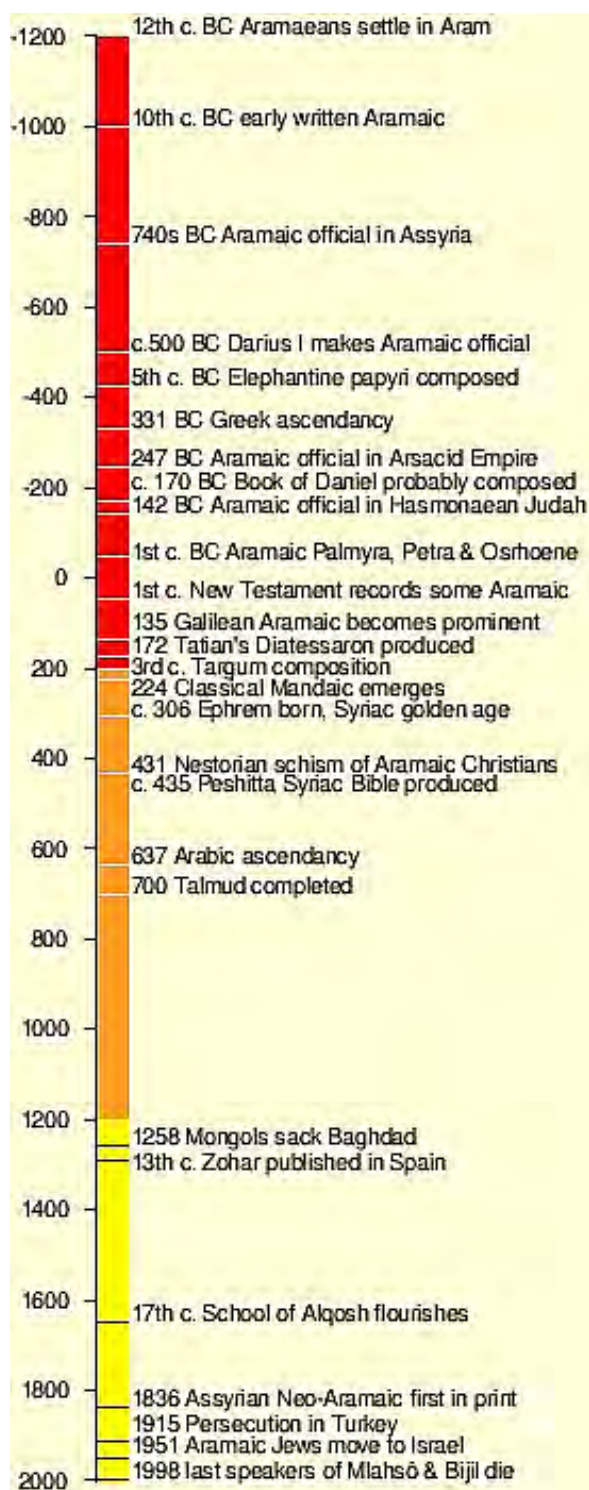 12th c. BC Aramaeans settle in Aram
-1200
-1000
10th c. BC early written Aramaic
-800
740s BC Aramaic official in Assyria
-600
c.500 BC Darius I makes Aramaic official
5th c. BC Elephantine papyri composed
-400
331 BC Greek ascendancy
247 BC Aramaic official in Arsacid Empire
c. 170 BC Book of Daniel probably composed
-200
142 BC Aramaic official in Hasmonaean Judah
1st c. BC Aramaic Palmyra, Petra & Osrhoene
0
1st c. New Testament records some Aramaic
135 Galilean Aramaic becomes prominent
172 Tatian's Diatessaron produced
200
3rd c. Targum composition
224 Classical Mandaic emerges
c. 306 Ephrem born, Syriac golden age
400
431 Nestorian schism of Aramaic Christians
c. 435 Peshitta Syriac Bible produced
600
637 Arabic ascendancy
700 Talmud completed
800
1000
1200
1258 Mongols sack Baghdad
13th c. Zohar published in Spain
1400
1600
17th c. School of Alqosh flourishes
1800
1836 Assyrian Neo-Aramaic first in print
1915 Persecution in Turkey
1951 Aramaic Jews move to Israel
1998 last speakers of Mlahsô & Bijil die
2000